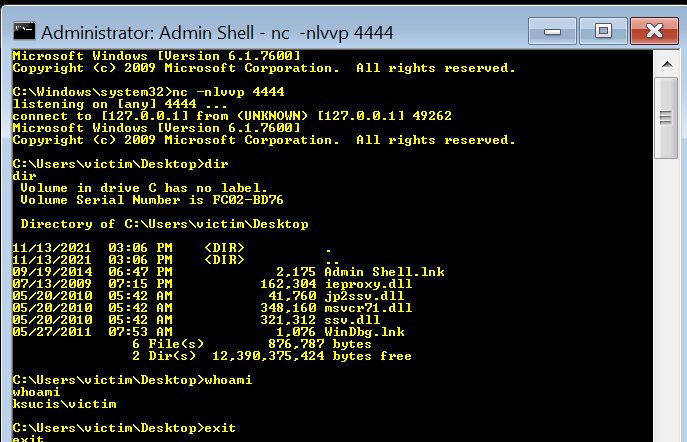 Administrator: Admin Shell - nc  -nlvvp 4444
Microsoft Windows [Version 6.1.7600]
Copyright (c) 2009 Microsoft Corporation.  All rights reserved.
C:\Windows\system32>nc -nlvvp 4444
listening on [any] 4444 ...
connect to [127.0.0.1] from (UNKNOWN) [127.0.0.1] 49262
Microsoft Windows [Version 6.1.7600]
Copyright (c) 2009 Microsoft Corporation.  All rights reserved.
C:\Users\victim\Desktop>dir
dir
 Volume in drive C has no label.
 Volume Serial Number is FC02-BD76
 Directory of C:\Users\victim\Desktop
11/13/2021  03:06 PM    <DIR>          .
11/13/2021  03:06 PM    <DIR>          ..
09/19/2014  06:47 PM             2,175 Admin Shell.lnk
07/13/2009  07:15 PM           162,304 ieproxy.dll
05/20/2010  05:42 AM            41,760 jp2ssv.dll
05/20/2010  05:42 AM           348,160 msvcr71.dll
05/20/2010  05:42 AM           321,312 ssv.dll
05/27/2011  07:53 AM             1,076 WinDbg.lnk
               6 File(s)        876,787 bytes
               2 Dir(s)  12,390,375,424 bytes free
C:\Users\victim\Desktop>whoami
whoami
ksucis\victim
C:\Users\victim\Desktop>exit
exit